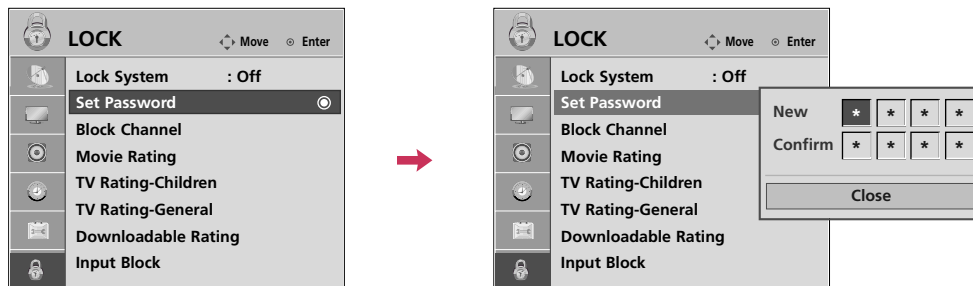 LOCK Move Enter
Lock System : Off
Set Password
Block Channel
Movie Rating
TV Rating-Children
TV Rating-General
Downloadable Rating
Input Block
LOCK Move Enter
Lock System : Off
Set Password
Block Channel
Movie Rating
TV Rating-Children
TV Rating-General
Downloadable Rating
Input Block
New * * * *
Confirm * * * *
Close